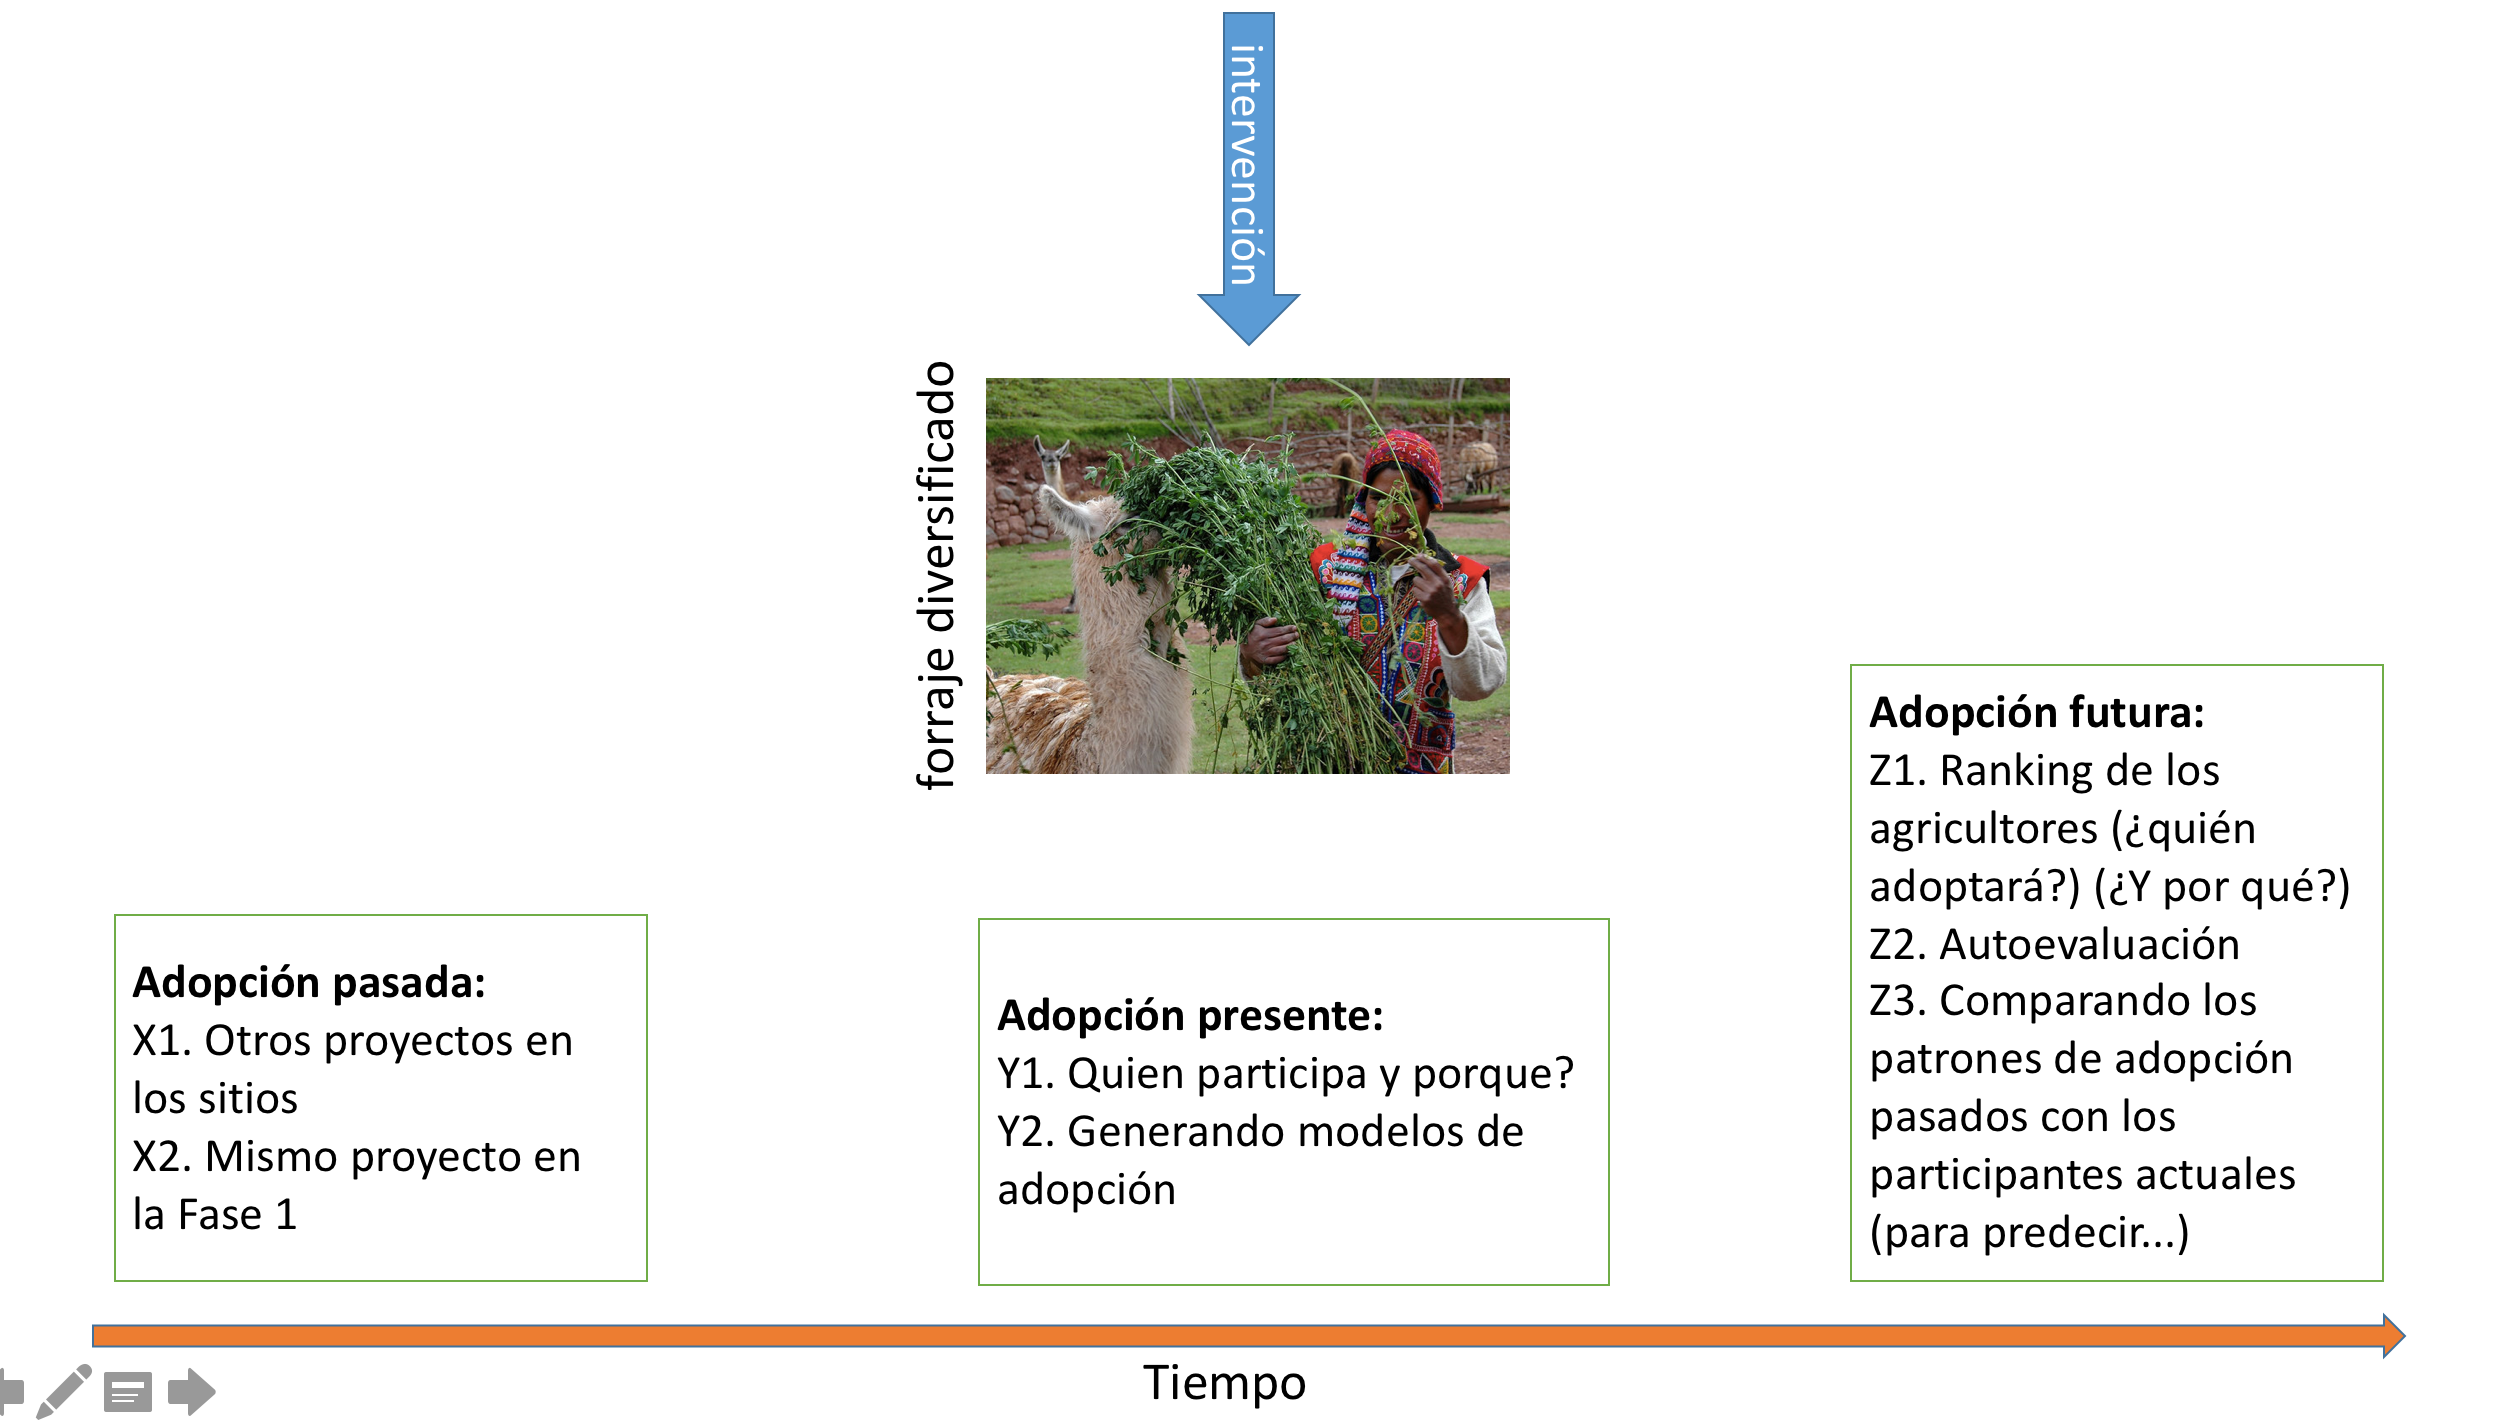 intervención
forraje diversificado
Adopción pasada:
X1. Otros proyectos en
los sitios
X2. Mismo proyecto en
la Fase 1
Adopción presente:
Y1. Quien participa y porque?
Y2. Generando modelos de
adopción
Adopción futura:
Z1. Ranking de los
agricultores (¿quién
adoptará?) (¿Y por qué?)
Z2. Autoevaluación
Z3. Comparando los
patrones de adopción
pasados con los
participantes actuales
(para predecir...)
Tiempo